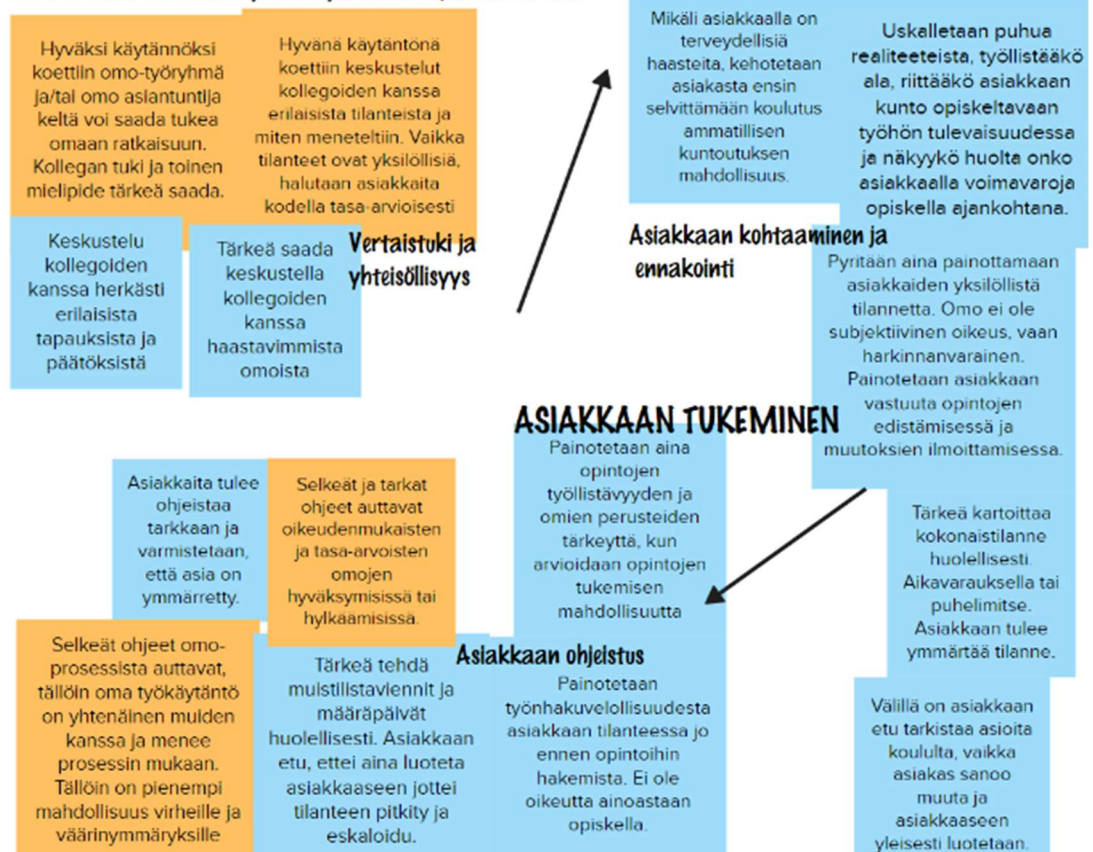 Hyväksi käytännöksi
koettiin omo-työryhmä
ja/tai omo asiantuntija
keltä voi saada tukea
omaan ratkaisuun.
Kollegan tuki ja toinen
mielipide tärkeä saada.
Hyvänä käytäntönä
koettiin keskustelut
kollegoiden kanssa
erilaisista tilanteista ja
miten meneteltiin. Vaikka
tilanteet ovat yksilöllisiä,
halutaan asiakkaita
kodella tasa-arvioisesti
Keskustelu
kollegoiden
kanssa herkästi
erilaisista
tapauksista ja
päätöksistä
Tärkeä saada
keskustella
kollegoiden
kanssa
haastavimmista
omoista
Vertaistuki ja
yhteisöllisyys
Mikäli asiakkaalla on
terveydellisiä
haasteita, kehotetaan
asiakasta ensin
selvittämään koulutus
ammatillisen
kuntoutuksen
mahdollisuus.
Uskalletaan puhua
realiteeteista, työllistääkö
ala, riittääkö asiakkaan
kunto opiskeltavaan
työhön tulevaisuudessa
ja näkyykö huolta onko
asiakkaalla voimavaroja
opiskella ajankohtana.
Asiakkaan kohtaaminen ja
ennakointi
Pyritään aina painottamaan
asiakkaiden yksilöllistä
tilannetta. Omo ei ole
subjektiivinen oikeus, vaan
harkinnanvarainen.
Painotetaan asiakkaan
vastuuta opintojen
edistämisessä ja
muutoksien ilmoittamisessa.
ASIAKKAAN TUKEMINEN
Painotetaan aina
opintojen
työllistävyyden ja
omien perusteiden
tärkeyttä, kun
arvioidaan opintojen
tukemisen
mahdollisuutta
Tärkeä kartoittaa
kokonaistilanne
huolellisesti.
Aikavarauksella tai
puhelimitse.
Asiakkaan tulee
ymmärtää tilanne.
Asiakkaita tulee
ohjeistaa
tarkkaan ja
varmistetaan,
että asia on
ymmärretty.
Selkeät ja tarkat
ohjeet auttavat
oikeudenmukaisten
ja tasa-arvoisten
omojen
hyväksymisissä tai
hylkäämisissä.
Selkeät ohjeet omo-
prosessista auttavat,
tällöin oma työkäytäntö
on yhtenäinen muiden
kanssa ja menee
prosessin mukaan.
Tällöin on pienempi
mahdollisuus virheille ja
väärinymmäryksille
Tärkeä tehdä
muistilistaviennit ja
määräpäivät
huolellisesti. Asiakkaan
etu, ettei aina luoteta
asiakkaaseen jottei
tilanteen pitkity ja
eskaloidu.
Asiakkaan ohjeistus
Painotetaan
työnhakuvelollisuudesta
asiakkaan tilanteessa jo
ennen opintoihin
hakemista. Ei ole
oikeutta ainoastaan
opiskella.
Välillä on asiakkaan
etu tarkistaa asioita
koululta, vaikka
asiakas sanoo
muuta ja
asiakkaaseen
yleisesti luotetaan.